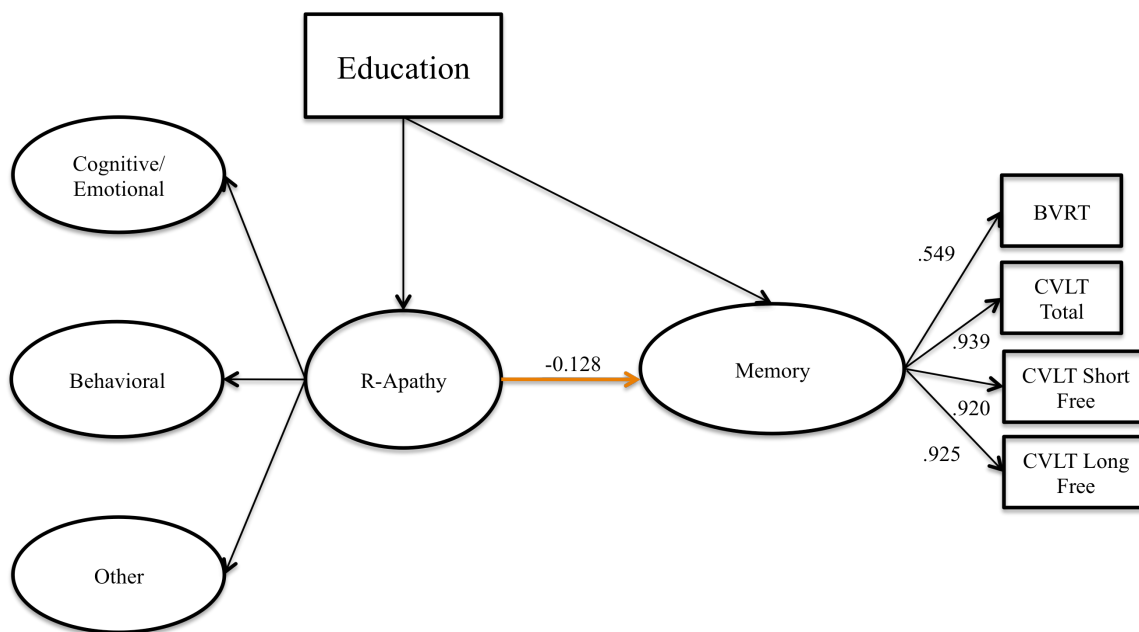 Education
Cognitive/
Emotional
BVRT
.549
CVLT
Total
.939
Behavioral
R-Apathy
-0.128
Memory
CVLT Short
Free
.920
.925
CVLT Long
Free
Other